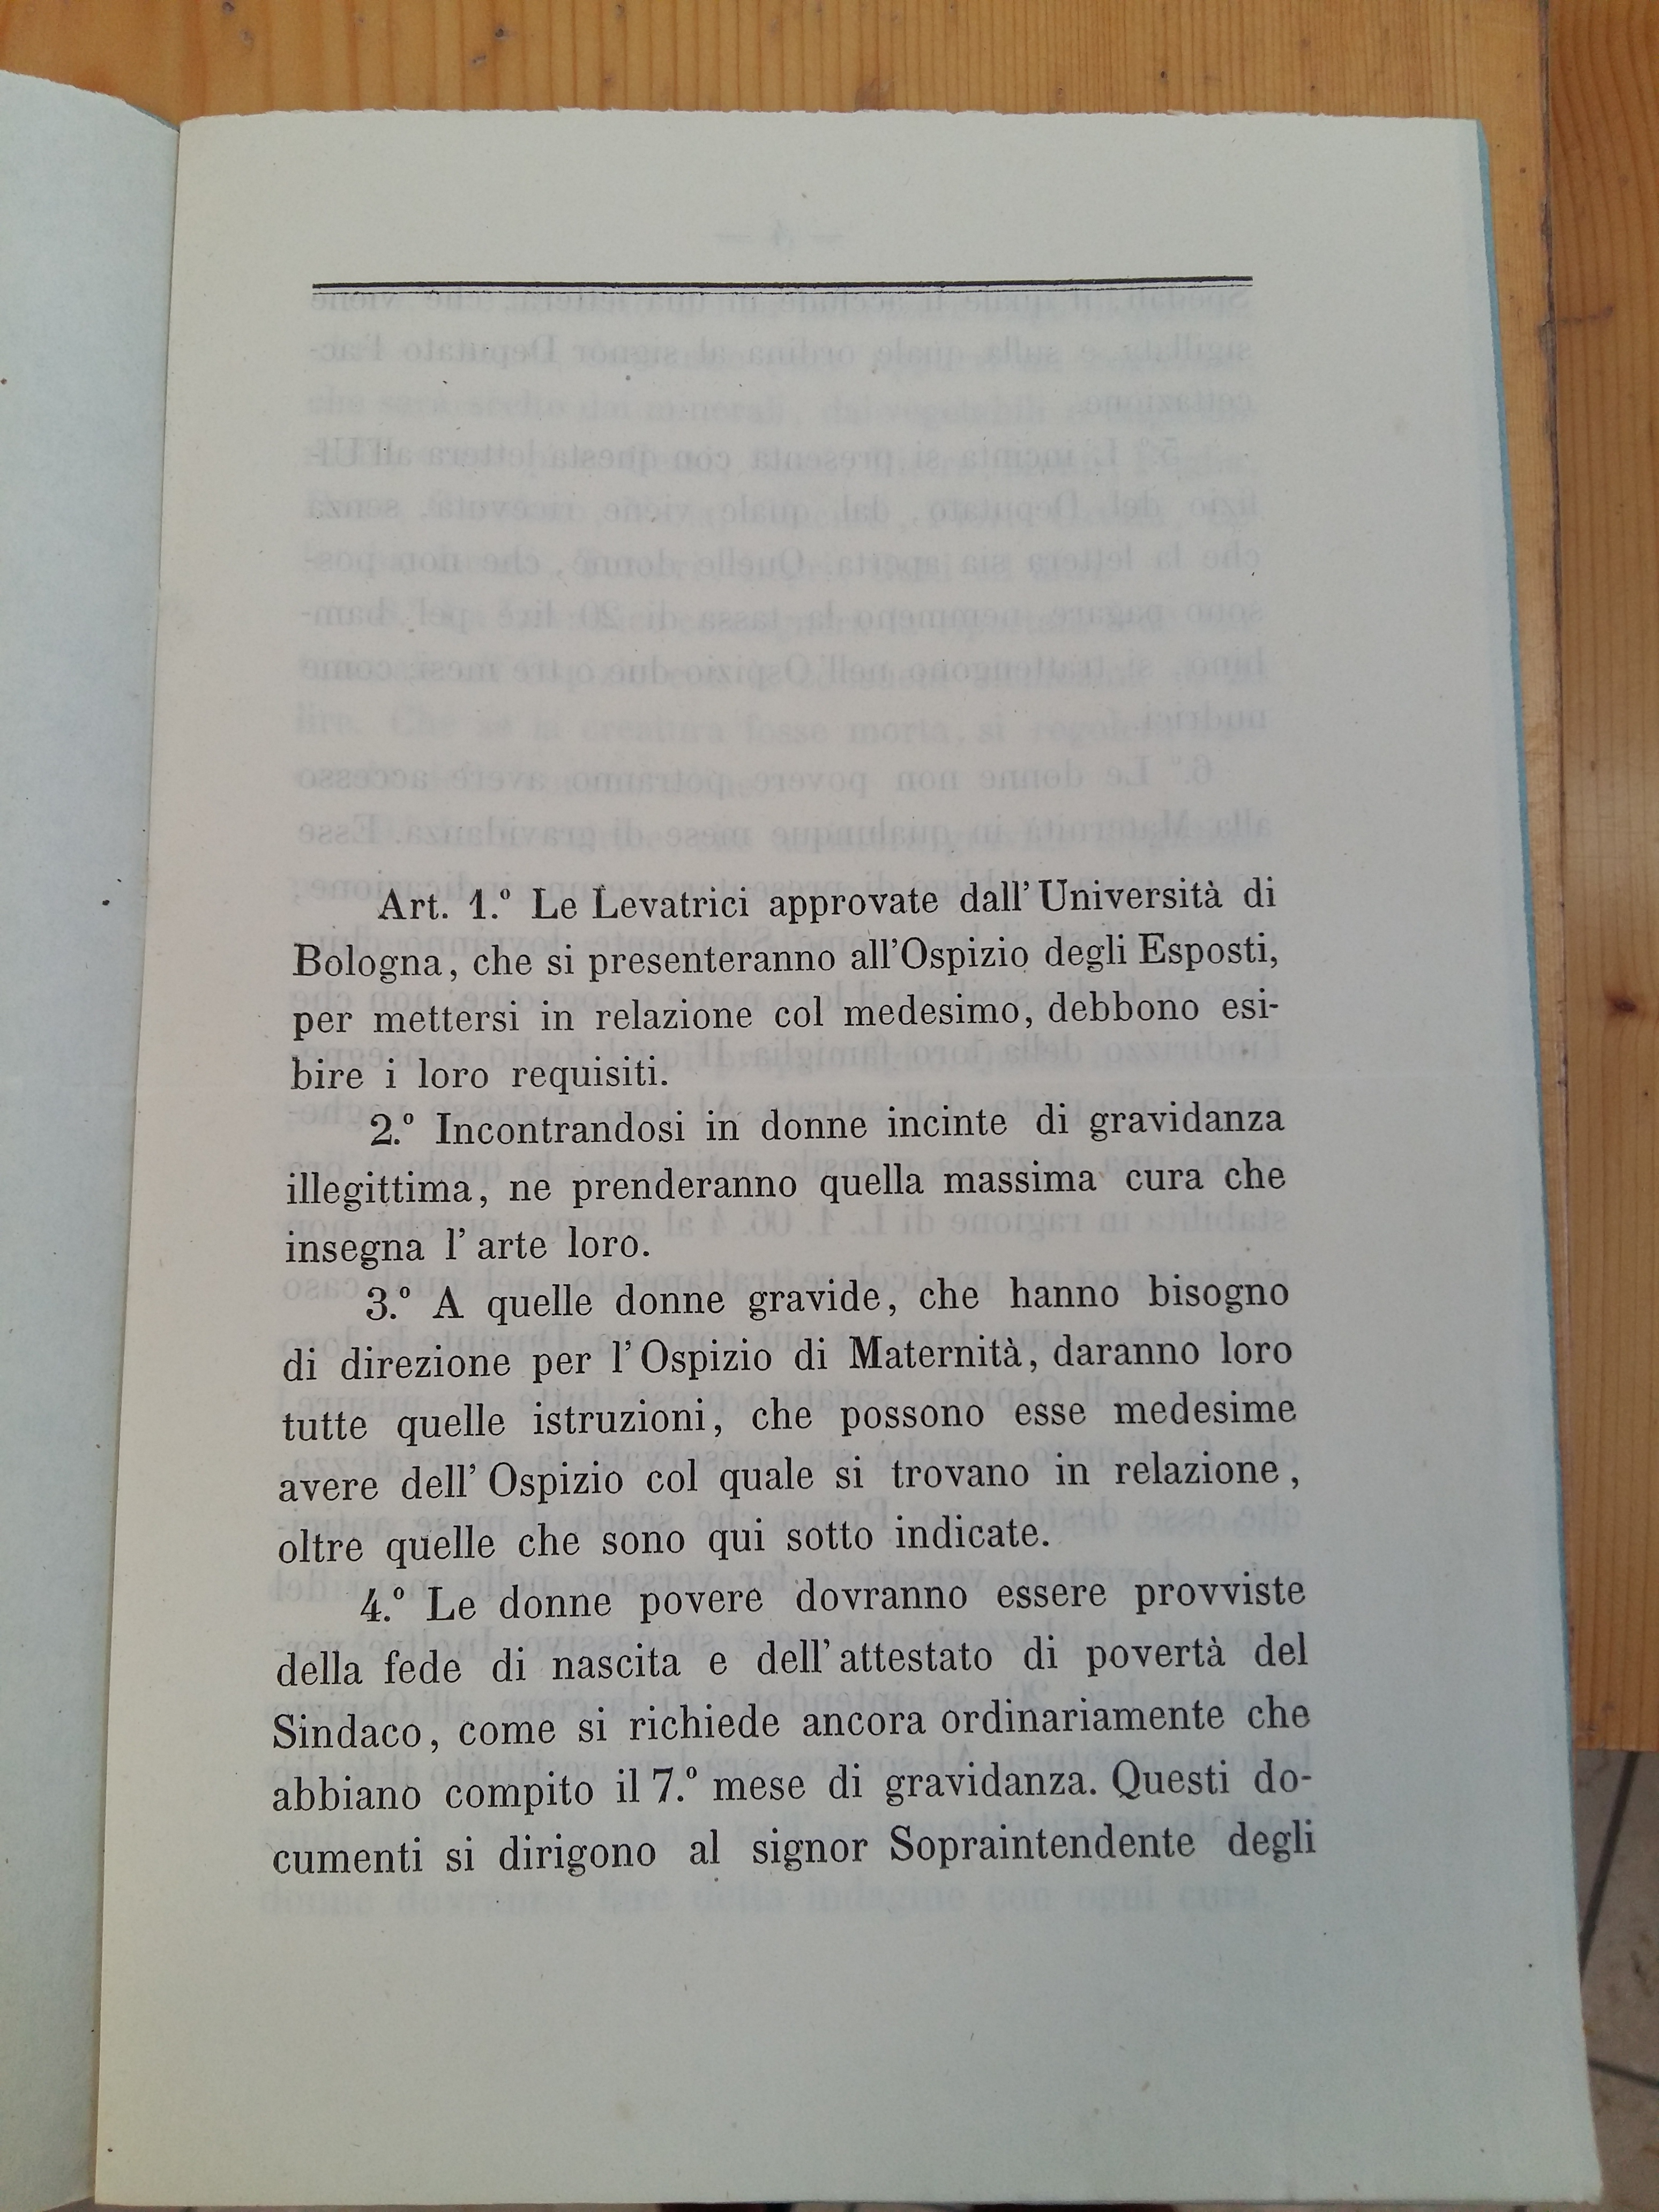 Art. 1.º Le Levatrici approvate dall'Università di
Bologna, che si presenteranno all'Ospizio degli Esposti,
per mettersi in relazione col medesimo, debbono esi-
bire i loro requisiti.
2.º Incontrandosi in donne incinte di gravidanza
illegittima, ne prenderanno quella massima cura che
insegna l'arte loro.
3.º A quelle donne gravide, che hanno bisogno
di direzione per l'Ospizio di Maternità, daranno loro
tutte quelle istruzioni, che possono esse medesime
avere dell'Ospizio col quale si trovano in relazione,
oltre quelle che sono qui sotto indicate.
4.º Le donne povere dovranno essere provviste
della fede di nascita e dell'attestato di povertà del
Sindaco, come si richiede ancora ordinariamente che
abbiano compito il 7.º mese di gravidanza. Questi do-
cumenti si dirigono al signor Sopraintendente degli